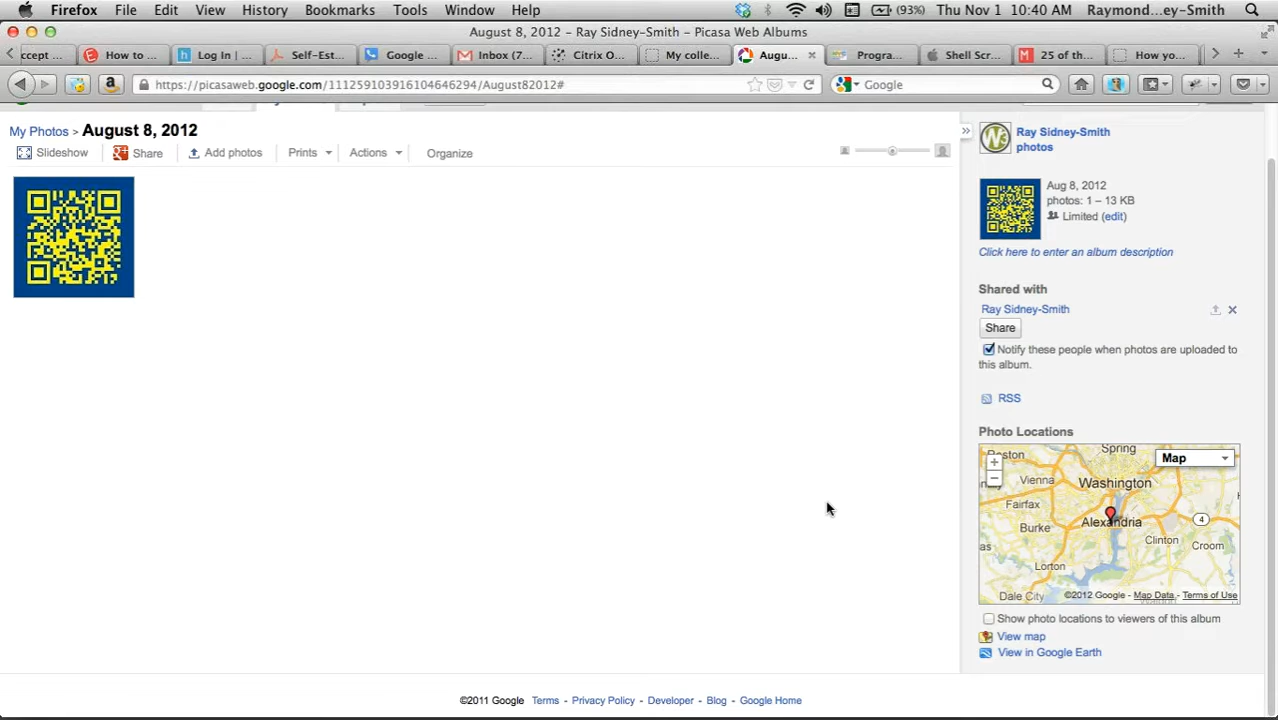 Firefox File Edit View History Bookmarks Tools Window Help (93%) Thu Nov 1 10:40 AM Raymond...ey-Smith
August 8, 2012 - Ray Sidney-Smith - Picasa Web Albums
ccept... How to ... Log In | ... Self-Est... Google ... Inbox (7... Citrix O... My colle... Augu... Progra... Shell Scr... 25 of th... How yo...
https://picasaweb.google.com/111259103916104646294/August82012# Google
My Photos > August 8, 2012
Slideshow Share Add photos Prints Actions Organize
Ray Sidney-Smith
photos
Aug 8, 2012
photos: 1 – 13 KB
Limited (edit)
Click here to enter an album description
Shared with
Ray Sidney-Smith
Share
Notify these people when photos are uploaded to
this album.
RSS
Photo Locations
Spring
Map
Vienna
Washington
Fairfax
Alexandria
4
Burke
Clinton
Croom
Lorton
Dale City
©2012 Google - Map Data - Terms of Use
Show photo locations to viewers of this album
View map
View in Google Earth
©2011 Google Terms - Privacy Policy - Developer - Blog - Google Home